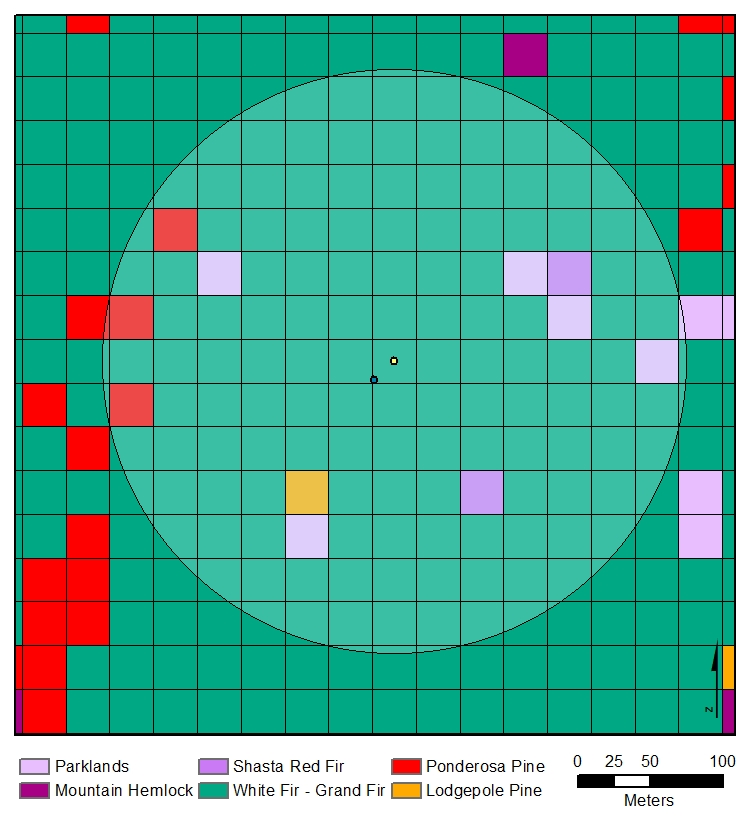 Parklands Shasta Red Fir Ponderosa Pine
Mountain Hemlock White Fir - Grand Fir Lodgepole Pine
0 25 50 100
Meters
N